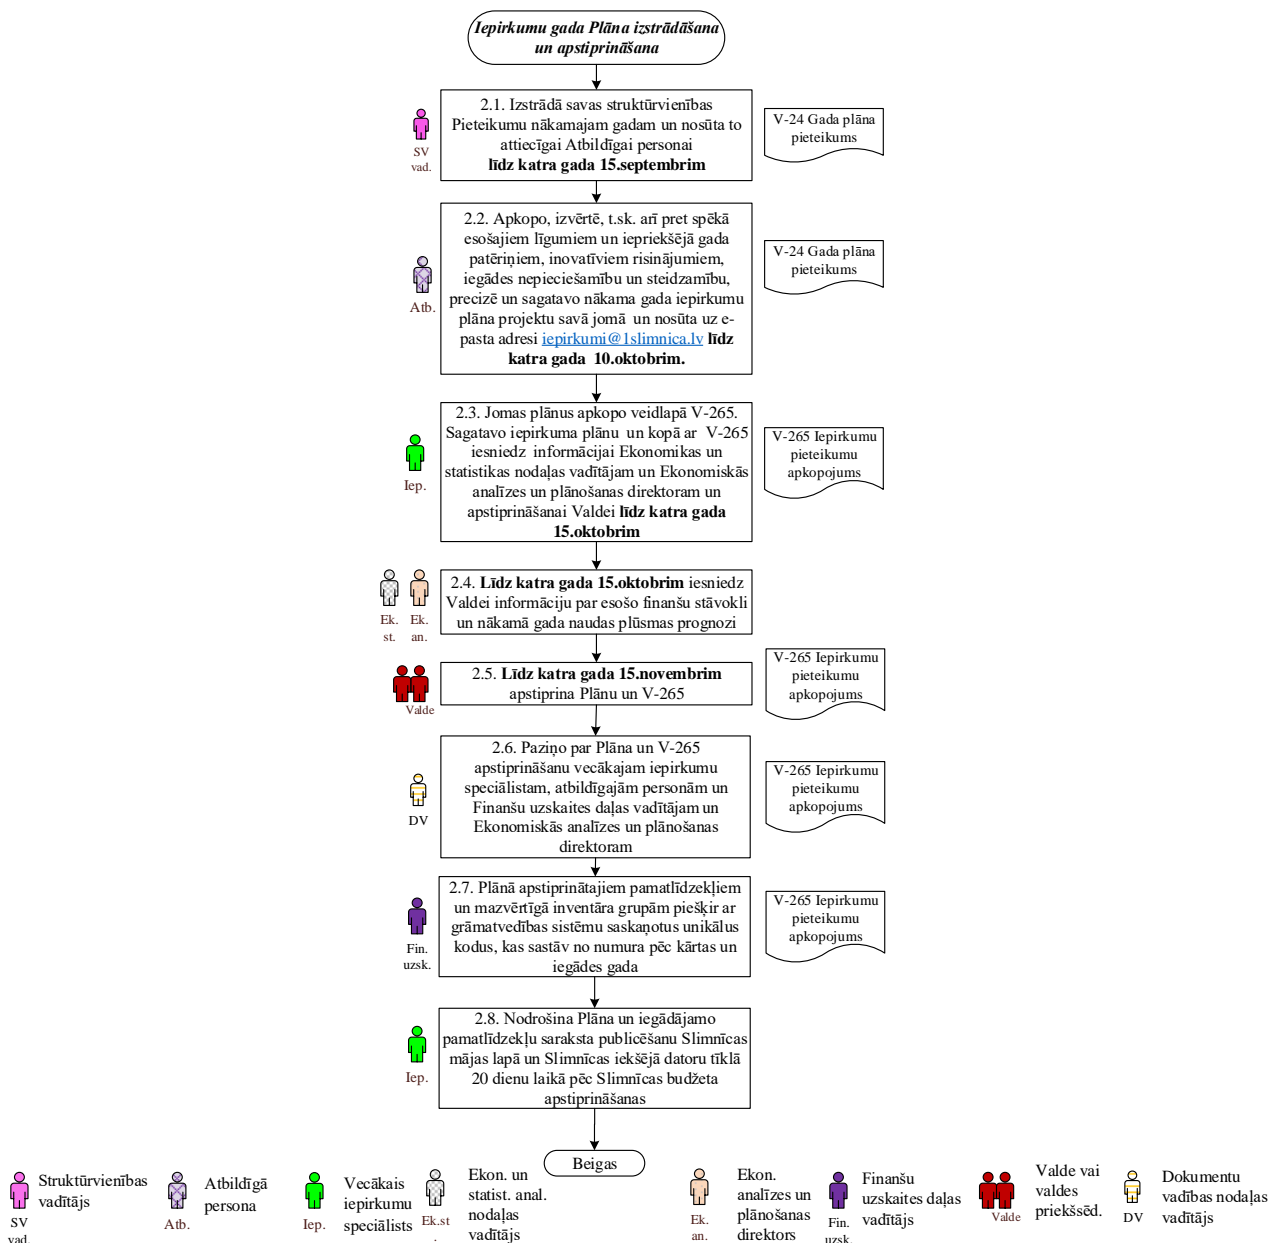 Iepirkumu gada Plāna izstrādāšana
un apstiprināšana
2.1. Izstrādā savas struktūrvienības
Pieteikumu nākamajam gadam un nosūta to
attiecīgai Atbildīgai personai
līdz katra gada 15.septembrim
SV
vad.
V-24 Gada plāna
pieteikums
2.2. Apkopo, izvērtē, t.sk. arī pret spēkā
esošajiem līgumiem un iepriekšējā gada
patēriņiem, inovatīviem risinājumiem,
iegādes nepieciešamību un steidzamību,
precizē un sagatavo nākama gada iepirkumu
plāna projektu savā jomā un nosūta uz e-
pasta adresi iepirkumi@1slimnica.lv līdz
katra gada 10.oktobrim.
Atb.
V-24 Gada plāna
pieteikums
2.3. Jomas plānus apkopo veidlapā V-265.
Sagatavo iepirkuma plānu un kopā ar V-265
iesniedz informācijai Ekonomikas un
statistikas nodaļas vadītājam un Ekonomiskās
analīzes un plānošanas direktoram un
apstiprināšanai Valdei līdz katra gada
15.oktobrim
Iep.
V-265 Iepirkumu
pieteikumu
apkopojums
2.4. Līdz katra gada 15.oktobrim iesniedz
Valdei informāciju par esošo finanšu stāvokli
un nākamā gada naudas plūsmas prognozi
Ek.
st.
Ek.
an.
2.5. Līdz katra gada 15.novembrim
apstiprina Plānu un V-265
Valde
V-265 Iepirkumu
pieteikumu
apkopojums
2.6. Paziņo par Plāna un V-265
apstiprināšanu vecākajam iepirkumu
speciālistam, atbildīgajām personām un
Finanšu uzskaites daļas vadītājam un
Ekonomiskās analīzes un plānošanas
direktoram
DV
V-265 Iepirkumu
pieteikumu
apkopojums
2.7. Plānā apstiprinātajiem pamatlīdzekļiem
un mazvērtīgā inventāra grupām piešķir ar
grāmatvedības sistēmu saskaņotus unikālus
kodus, kas sastāv no numura pēc kārtas un
iegādes gada
Fin.
uzsk.
V-265 Iepirkumu
pieteikumu
apkopojums
2.8. Nodrošina Plāna un iegādājamo
pamatlīdzekļu saraksta publicēšanu Slimnīcas
mājas lapā un Slimnīcas iekšējā datoru tīklā
20 dienu laikā pēc Slimnīcas budžeta
apstiprināšanas
Iep.
Beigas
SV
vad.
Struktūrvienības
vadītājs
Atb.
Atbildīgā
persona
Iep.
Vecākais
iepirkumu
speciālists
Ek.st
.
Ekon. un
statist. anal.
nodaļas
vadītājs
Ek.
an.
Ekon.
analīzes un
plānošanas
direktors
Fin.
uzsk.
Finanšu
uzskaites daļas
vadītājs
Valde
Valde vai
valdes
priekšsēd.
DV
Dokumentu
vadības nodaļas
vadītājs